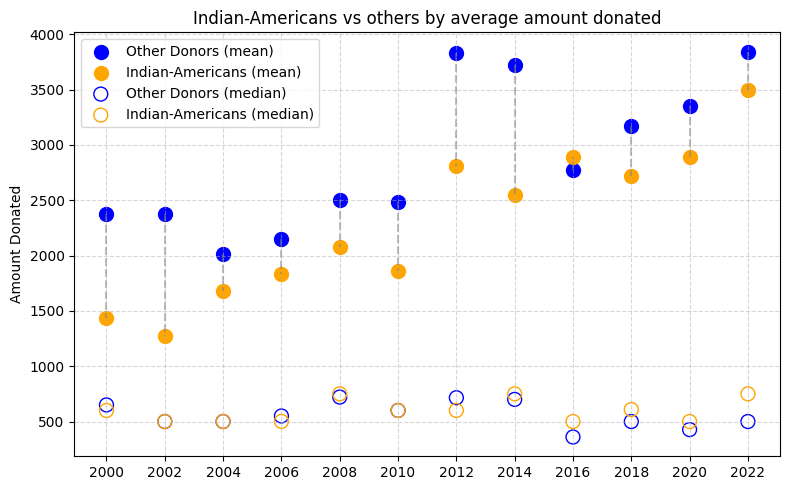 Indian-Americans vs others by average amount donated
Other Donors (mean)
Indian-Americans (mean)
Other Donors (median)
Indian-Americans (median)
Amount Donated
4000
3500
3000
2500
2000
1500
1000
500
2000 2002 2004 2006 2008 2010 2012 2014 2016 2018 2020 2022